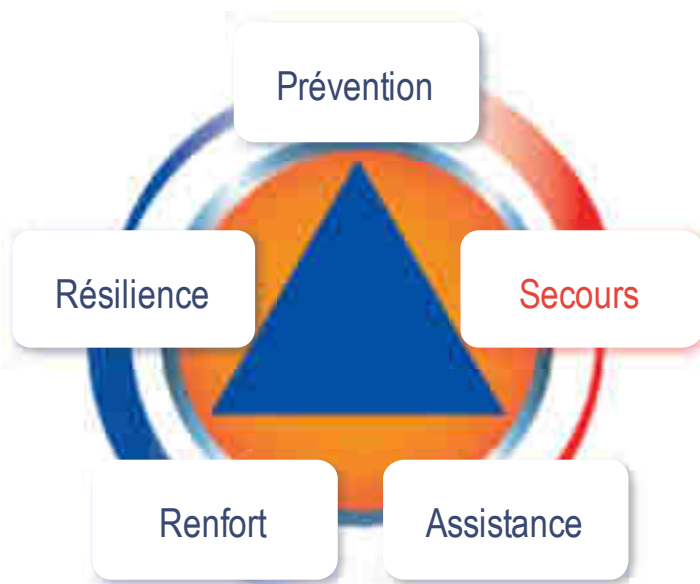 Prévention
Résilience
Secours
Renfort
Assistance